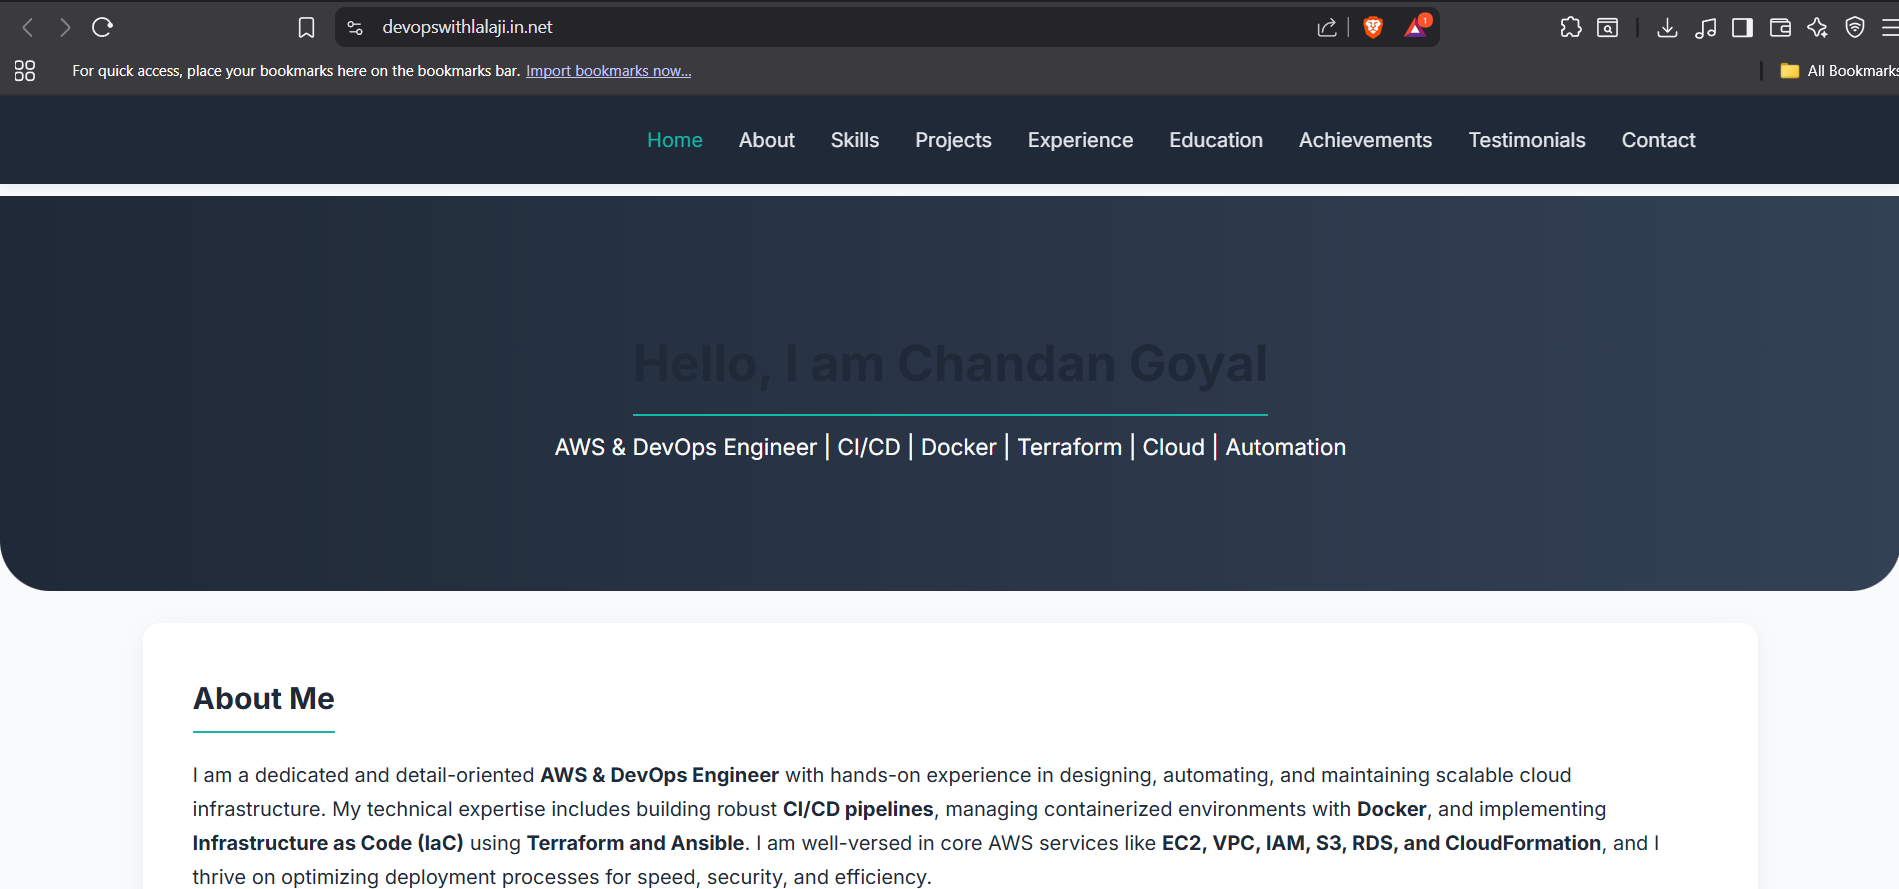 devopswithlalaji.in.net
1
For quick access, place your bookmarks here on the bookmarks bar. Import bookmarks now...
All Bookmarks
Home About Skills Projects Experience Education Achievements Testimonials Contact
Hello, I am Chandan Goyal
AWS & DevOps Engineer | CI/CD | Docker | Terraform | Cloud | Automation
About Me
I am a dedicated and detail-oriented AWS & DevOps Engineer with hands-on experience in designing, automating, and maintaining scalable cloud
infrastructure. My technical expertise includes building robust CI/CD pipelines, managing containerized environments with Docker, and implementing
Infrastructure as Code (IaC) using Terraform and Ansible. I am well-versed in core AWS services like EC2, VPC, IAM, S3, RDS, and CloudFormation, and I
thrive on optimizing deployment processes for speed, security, and efficiency.